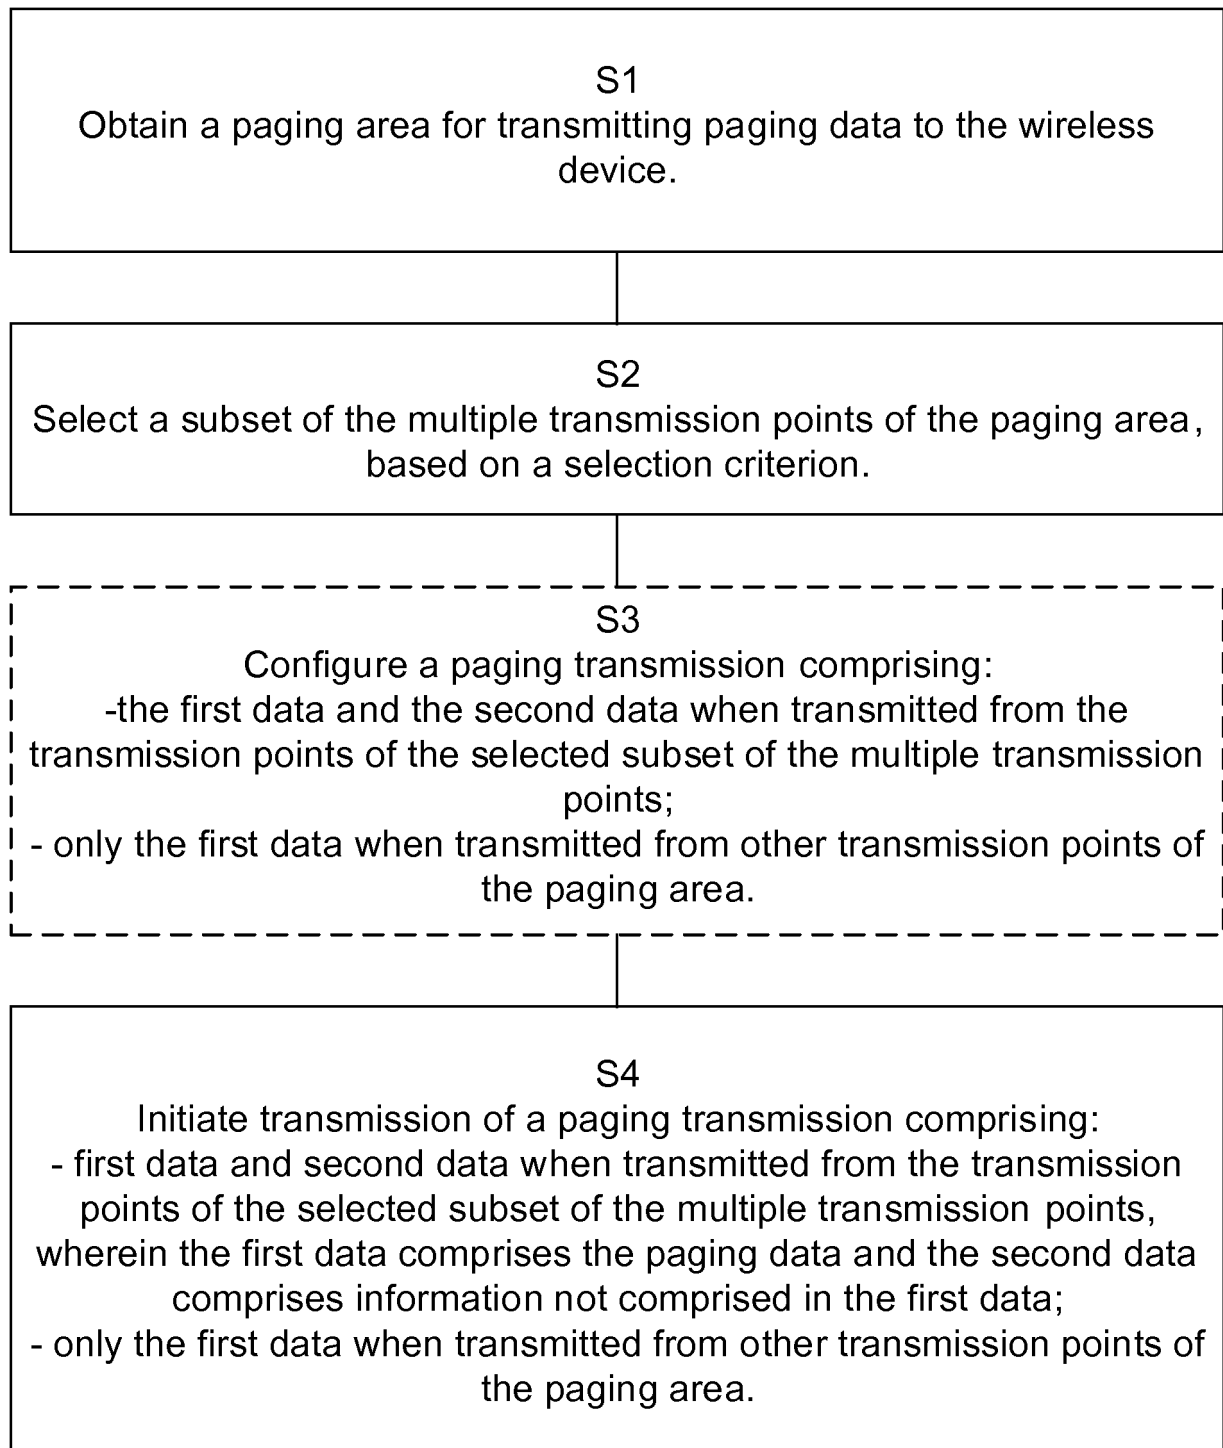 S1
Obtain a paging area for transmitting paging data to the wireless
device.
S2
Select a subset of the multiple transmission points of the paging area,
based on a selection criterion.
S3
Configure a paging transmission comprising:
-the first data and the second data when transmitted from the
transmission points of the selected subset of the multiple transmission
points;
- only the first data when transmitted from other transmission points of
the paging area.
S4
Initiate transmission of a paging transmission comprising:
- first data and second data when transmitted from the transmission
points of the selected subset of the multiple transmission points,
wherein the first data comprises the paging data and the second data
comprises information not comprised in the first data;
- only the first data when transmitted from other transmission points of
the paging area.